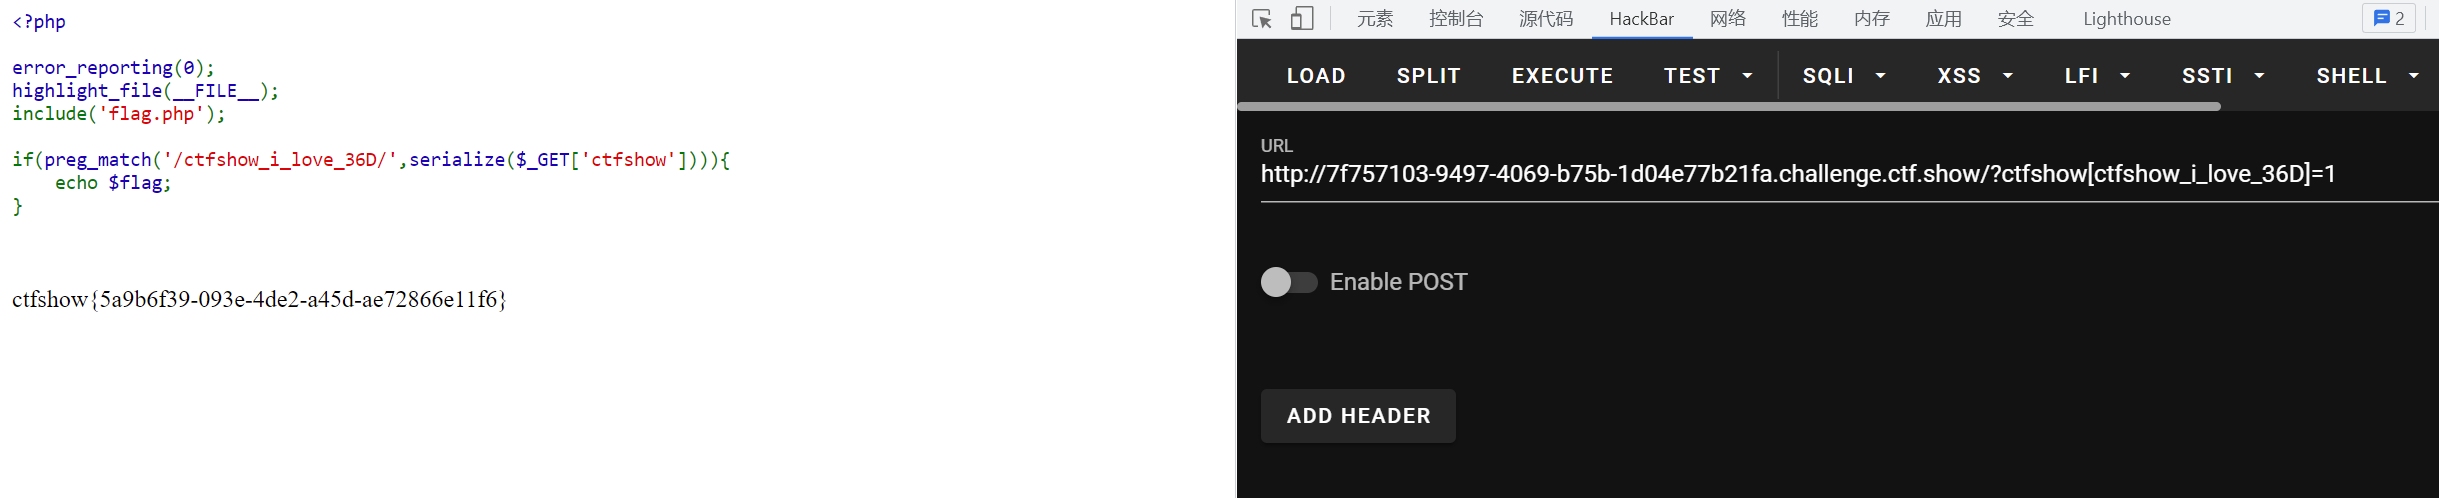 <?php
error_reporting(0);
highlight_file(__FILE__);
include('flag.php');
if(preg_match('/ctfshow_i_love_36D/',serialize($_GET['ctfshow']))){
    echo $flag;
}
ctfshow{5a9b6f39-093e-4de2-a45d-ae72866e11f6}
元素 控制台 源代码 HackBar 网络 性能 内存 应用 安全 Lighthouse 2
LOAD SPLIT EXECUTE TEST SQLI XSS LFI SSTI SHELL
URL
http://7f757103-9497-4069-b75b-1d04e77b21fa.challenge.ctf.show/?ctfshow[ctfshow_i_love_36D]=1
Enable POST
ADD HEADER